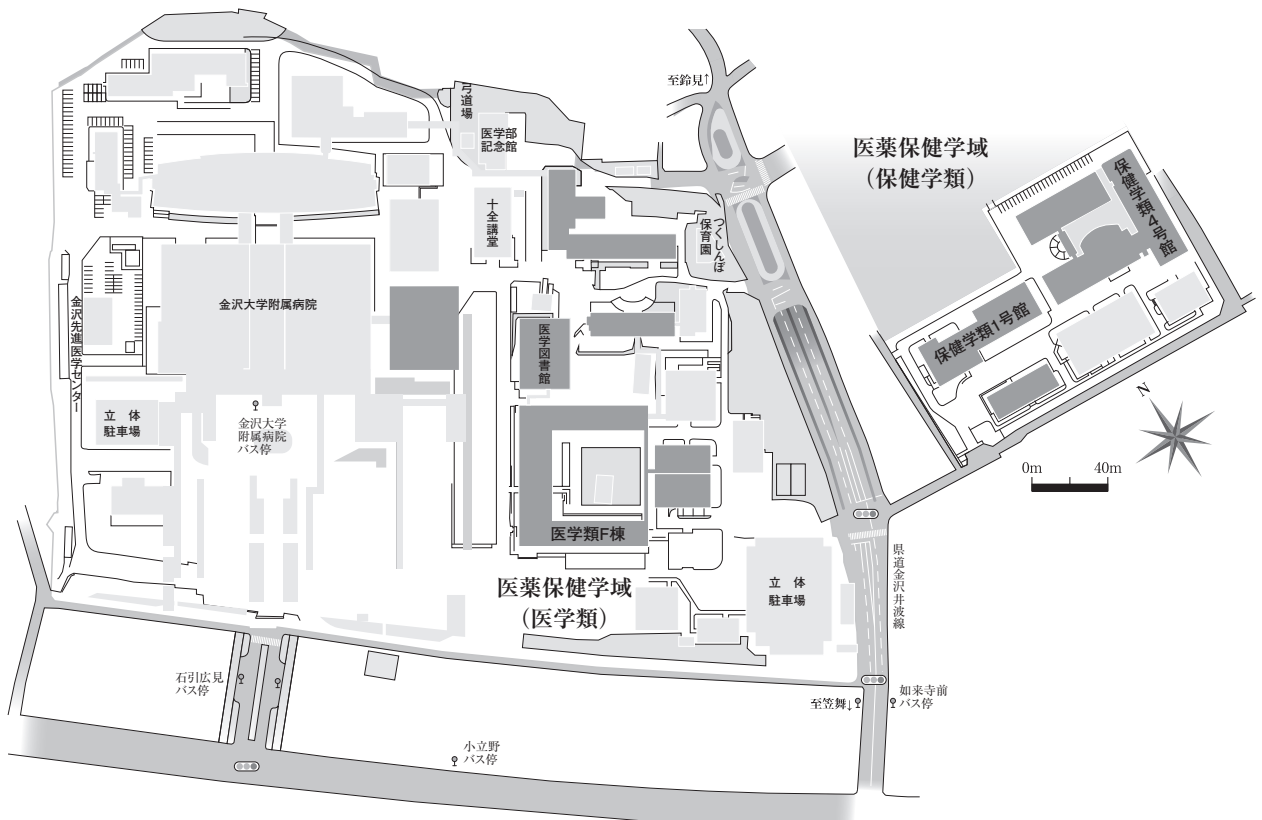 至鈴見↑
弓道場
医学部
記念館
医薬保健学域
（保健学類）
保健学類4号館
十全講堂
つくしんぼ
保育園
金沢大学附属病院
金沢先進医学センター
医学図書館
保健学類1号館
立 体
駐車場
金沢大学
附属病院
バス停
N
0m
40m
医学類F棟
県道金沢井波線
医薬保健学域
（医学類）
立 体
駐車場
石引広見
バス停
至笠舞↓
如来寺前
バス停
小立野
バス停